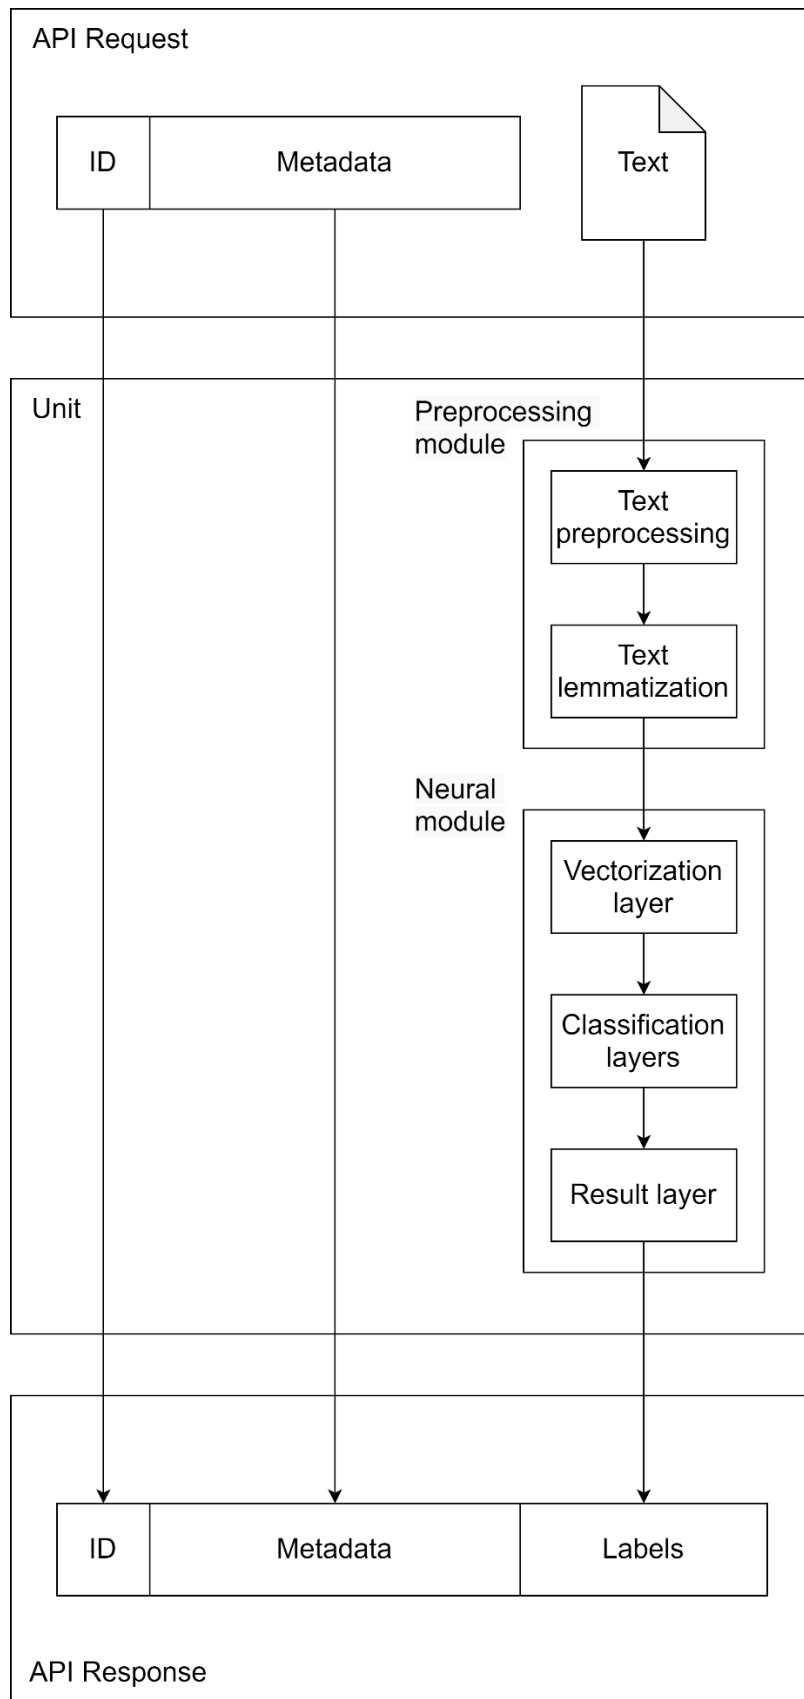 API Request
ID
Metadata
Text
Unit
Preprocessing
module
Text
preprocessing
Text
lemmatization
Neural
module
Vectorization
layer
Classification
layers
Result layer
ID
Metadata
Labels
API Response